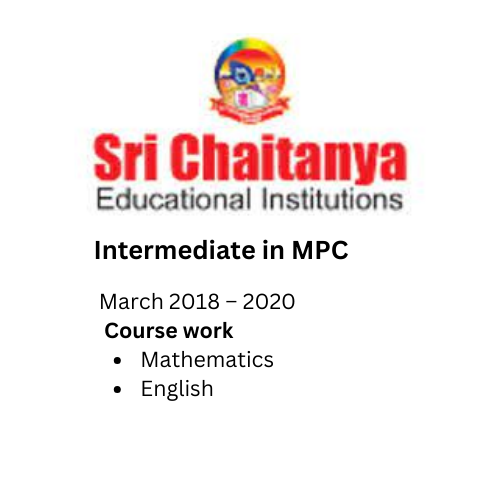 Sri Chaitanya
Educational Institutions
Intermediate in MPC
March 2018 – 2020
Course work
• Mathematics
• English